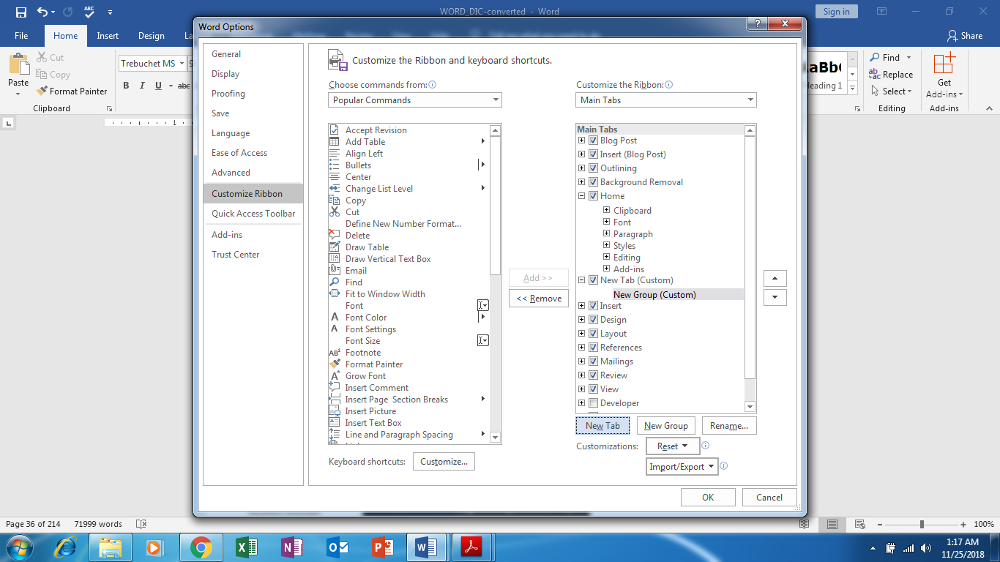 WORD_DIC-converted - Word
Sign in
File
Home
Insert
Design
La
Share
Paste
Cut
Copy
Format Painter
Clipboard
Trebuchet MS
9
B I U abc
1
AaBb(
Heading 1
Find
Replace
Select
Editing
Get
Add-ins
Add-ins
Word Options
General
Display
Proofing
Save
Language
Ease of Access
Advanced
Customize Ribbon
Quick Access Toolbar
Add-ins
Trust Center
Customize the Ribbon and keyboard shortcuts.
Choose commands from:
Popular Commands
Accept Revision
Add Table
Align Left
Bullets
Center
Change List Level
Copy
Cut
Define New Number Format...
Delete
Draw Table
Draw Vertical Text Box
Email
Find
Fit to Window Width
Font
Font Color
Font Settings
Font Size
Footnote
Format Painter
Grow Font
Insert Comment
Insert Page  Section Breaks
Insert Picture
Insert Text Box
Line and Paragraph Spacing
Keyboard shortcuts:
Customize...
Add >>
<< Remove
Customize the Ribbon:
Main Tabs
Main Tabs
Blog Post
Insert (Blog Post)
Outlining
Background Removal
Home
Clipboard
Font
Paragraph
Styles
Editing
Add-ins
New Tab (Custom)
New Group (Custom)
Insert
Design
Layout
References
Mailings
Review
View
Developer
New Tab
New Group
Rename...
Customizations:
Reset
Import/Export
OK
Cancel
Page 36 of 214
71999 words
100%
1:17 AM
11/25/2018